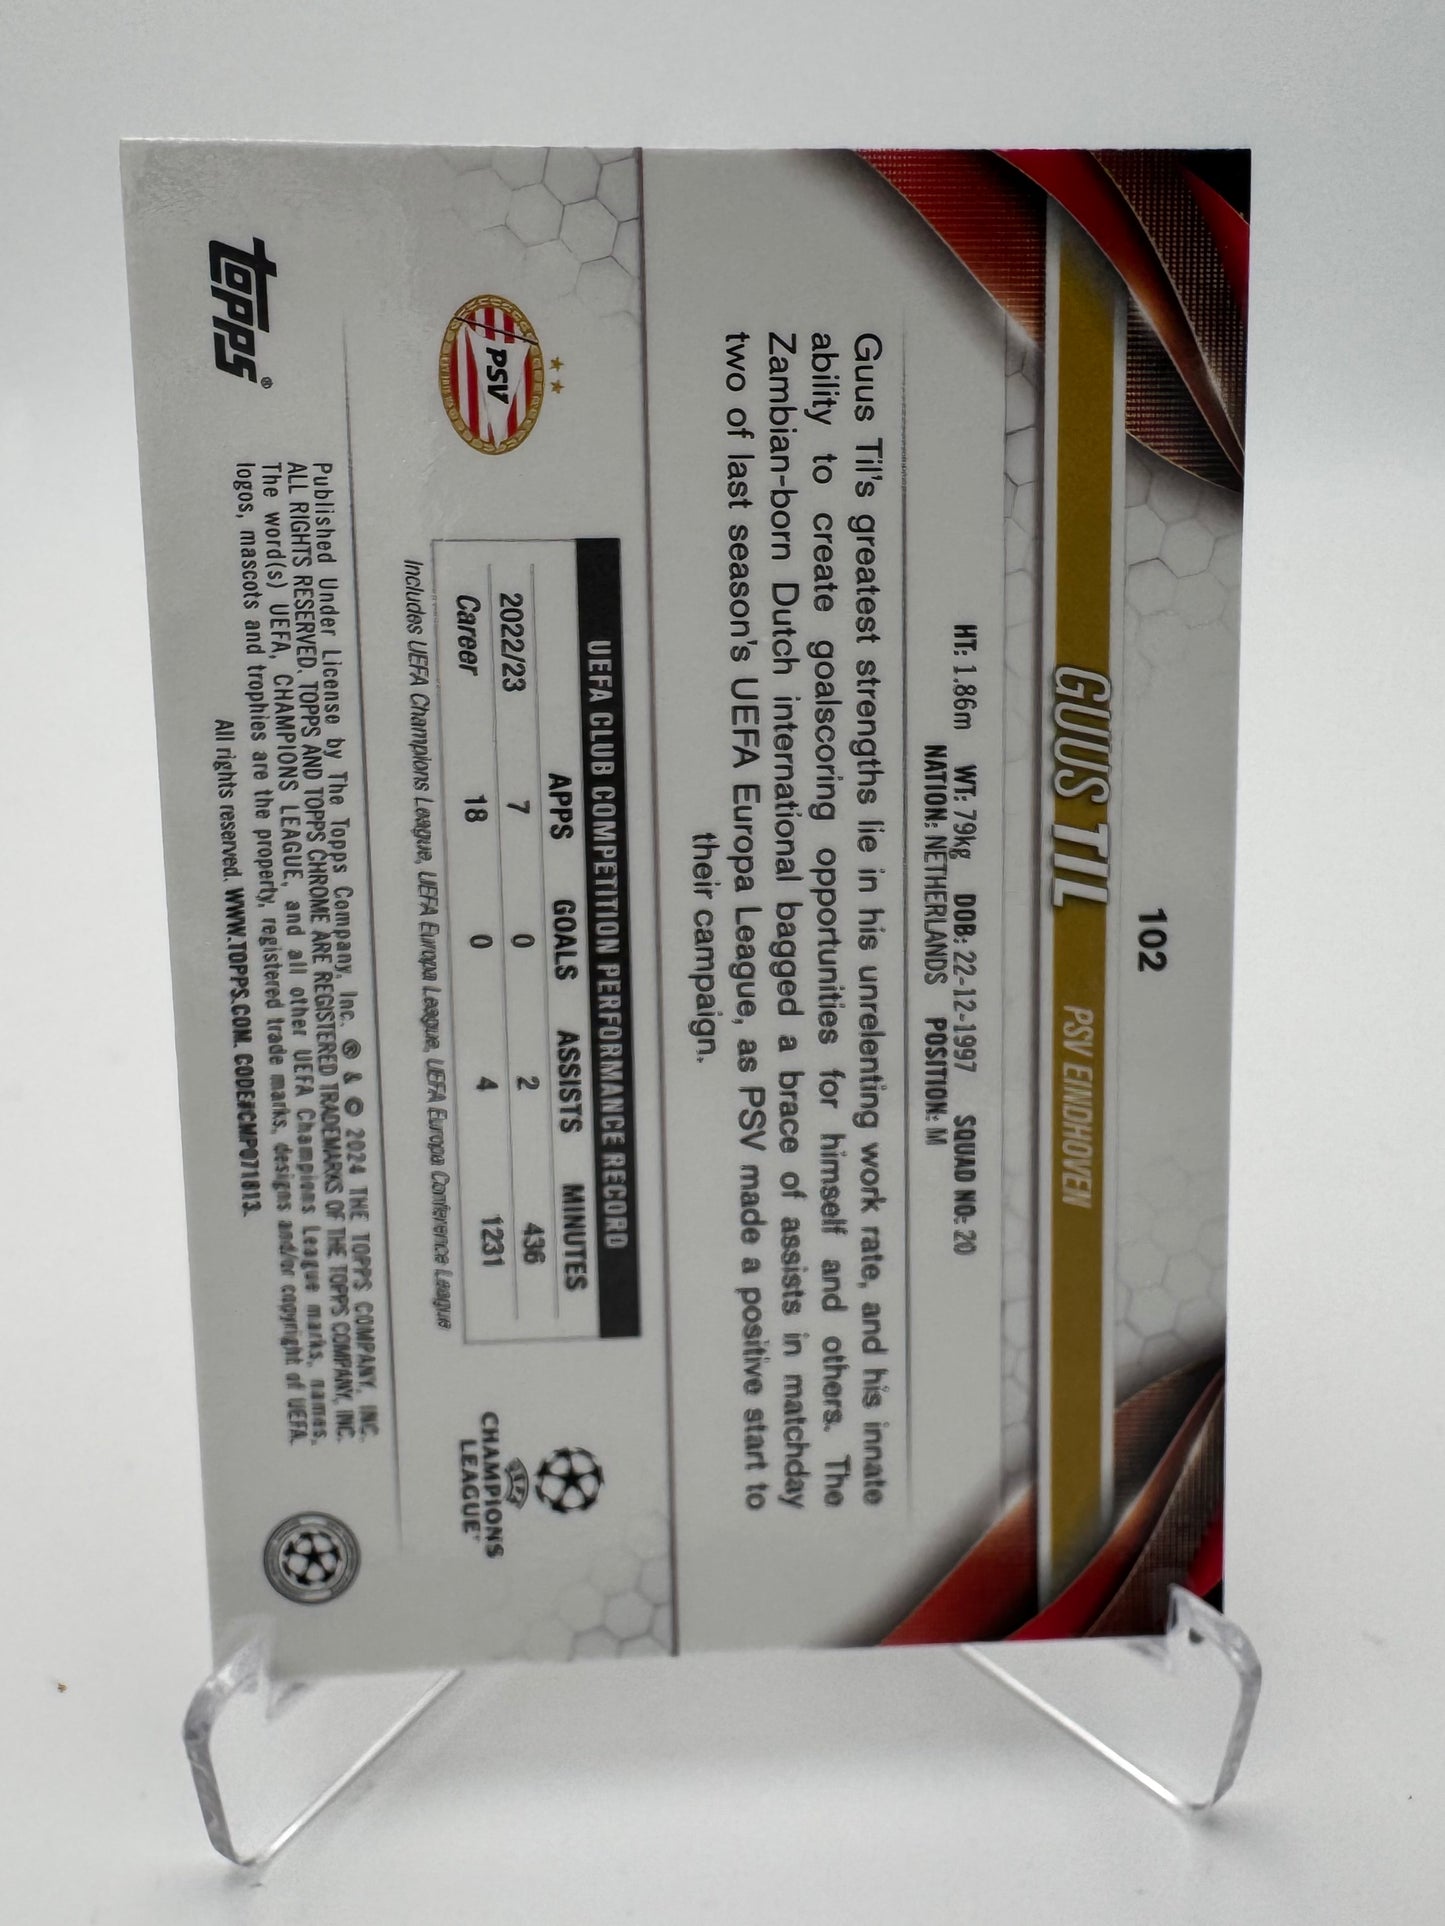 102
GUUS TIL PSV EINDHOVEN
HT: 1.86m WT: 79kg DOB: 22-12-1997 SQUAD NO: 20
NATION: NETHERLANDS POSITION: M
Guus Til's greatest strengths lie in his unrelenting work rate, and his innate
ability to create goalscoring opportunities for himself and others. The
Zambian-born Dutch international bagged a brace of assists in matchday
two of last season's UEFA Europa League, as PSV made a positive start to
their campaign.
PSV
UEFA CLUB COMPETITION PERFORMANCE RECORD
APPS GOALS ASSISTS MINUTES
2022/23 7 0 2 436
Career 18 0 4 1231
Includes UEFA Champions League, UEFA Europa League, UEFA Europa Conference League
UEFA
CHAMPIONS
LEAGUE
topps®
Published Under License by The Topps Company, Inc. ® & © 2024 THE TOPPS COMPANY, INC.
ALL RIGHTS RESERVED. TOPPS AND TOPPS CHROME ARE REGISTERED TRADEMARKS OF THE TOPPS COMPANY, INC.
The word(s) UEFA, CHAMPIONS LEAGUE, and all other UEFA Champions League marks, names,
logos, mascots and trophies are the property, registered trade marks, designs and/or copyright of UEFA.
All rights reserved. WWW.TOPPS.COM. CODE#CMP071813.